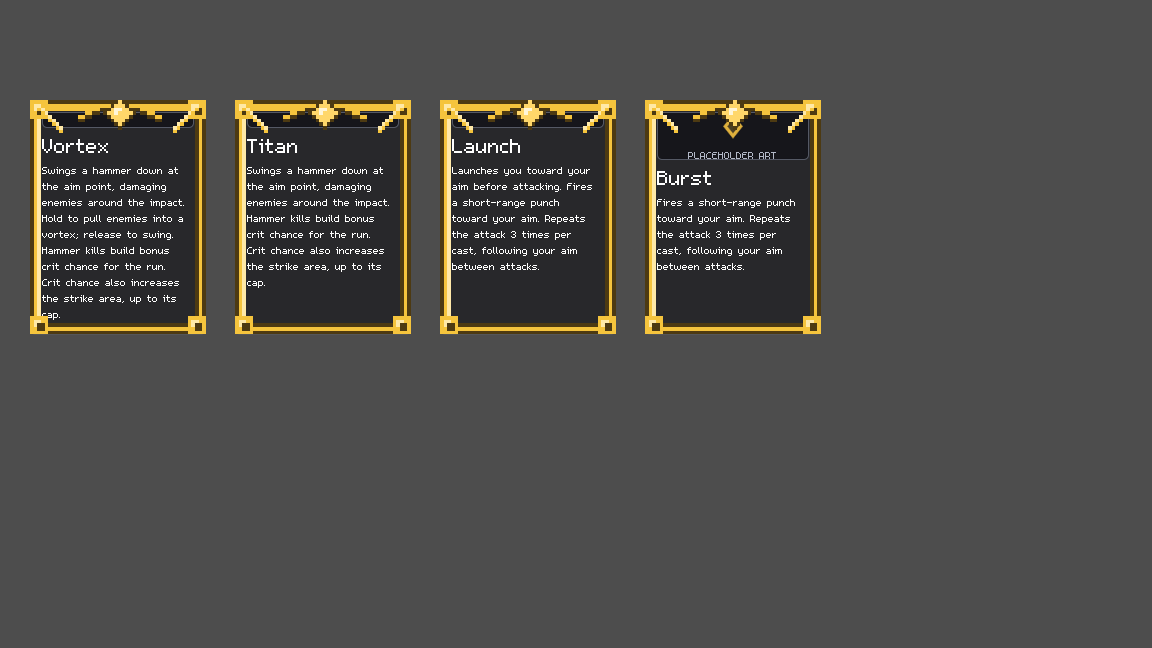 Vortex
Swings a hammer down at
the aim point, damaging
enemies around the impact.
Hold to pull enemies into a
vortex; release to swing.
Hammer kills build bonus
crit chance for the run.
Crit chance also increases
the strike area, up to its
cap.
Titan
Swings a hammer down at
the aim point, damaging
enemies around the impact.
Hammer kills build bonus
crit chance for the run.
Crit chance also increases
the strike area, up to its
cap.
Launch
Launches you toward your
aim before attacking. Fires
a short-range punch
toward your aim. Repeats
the attack 3 times per
cast, following your aim
between attacks.
PLACEHOLDER ART
Burst
Fires a short-range punch
toward your aim. Repeats
the attack 3 times per
cast, following your aim
between attacks.